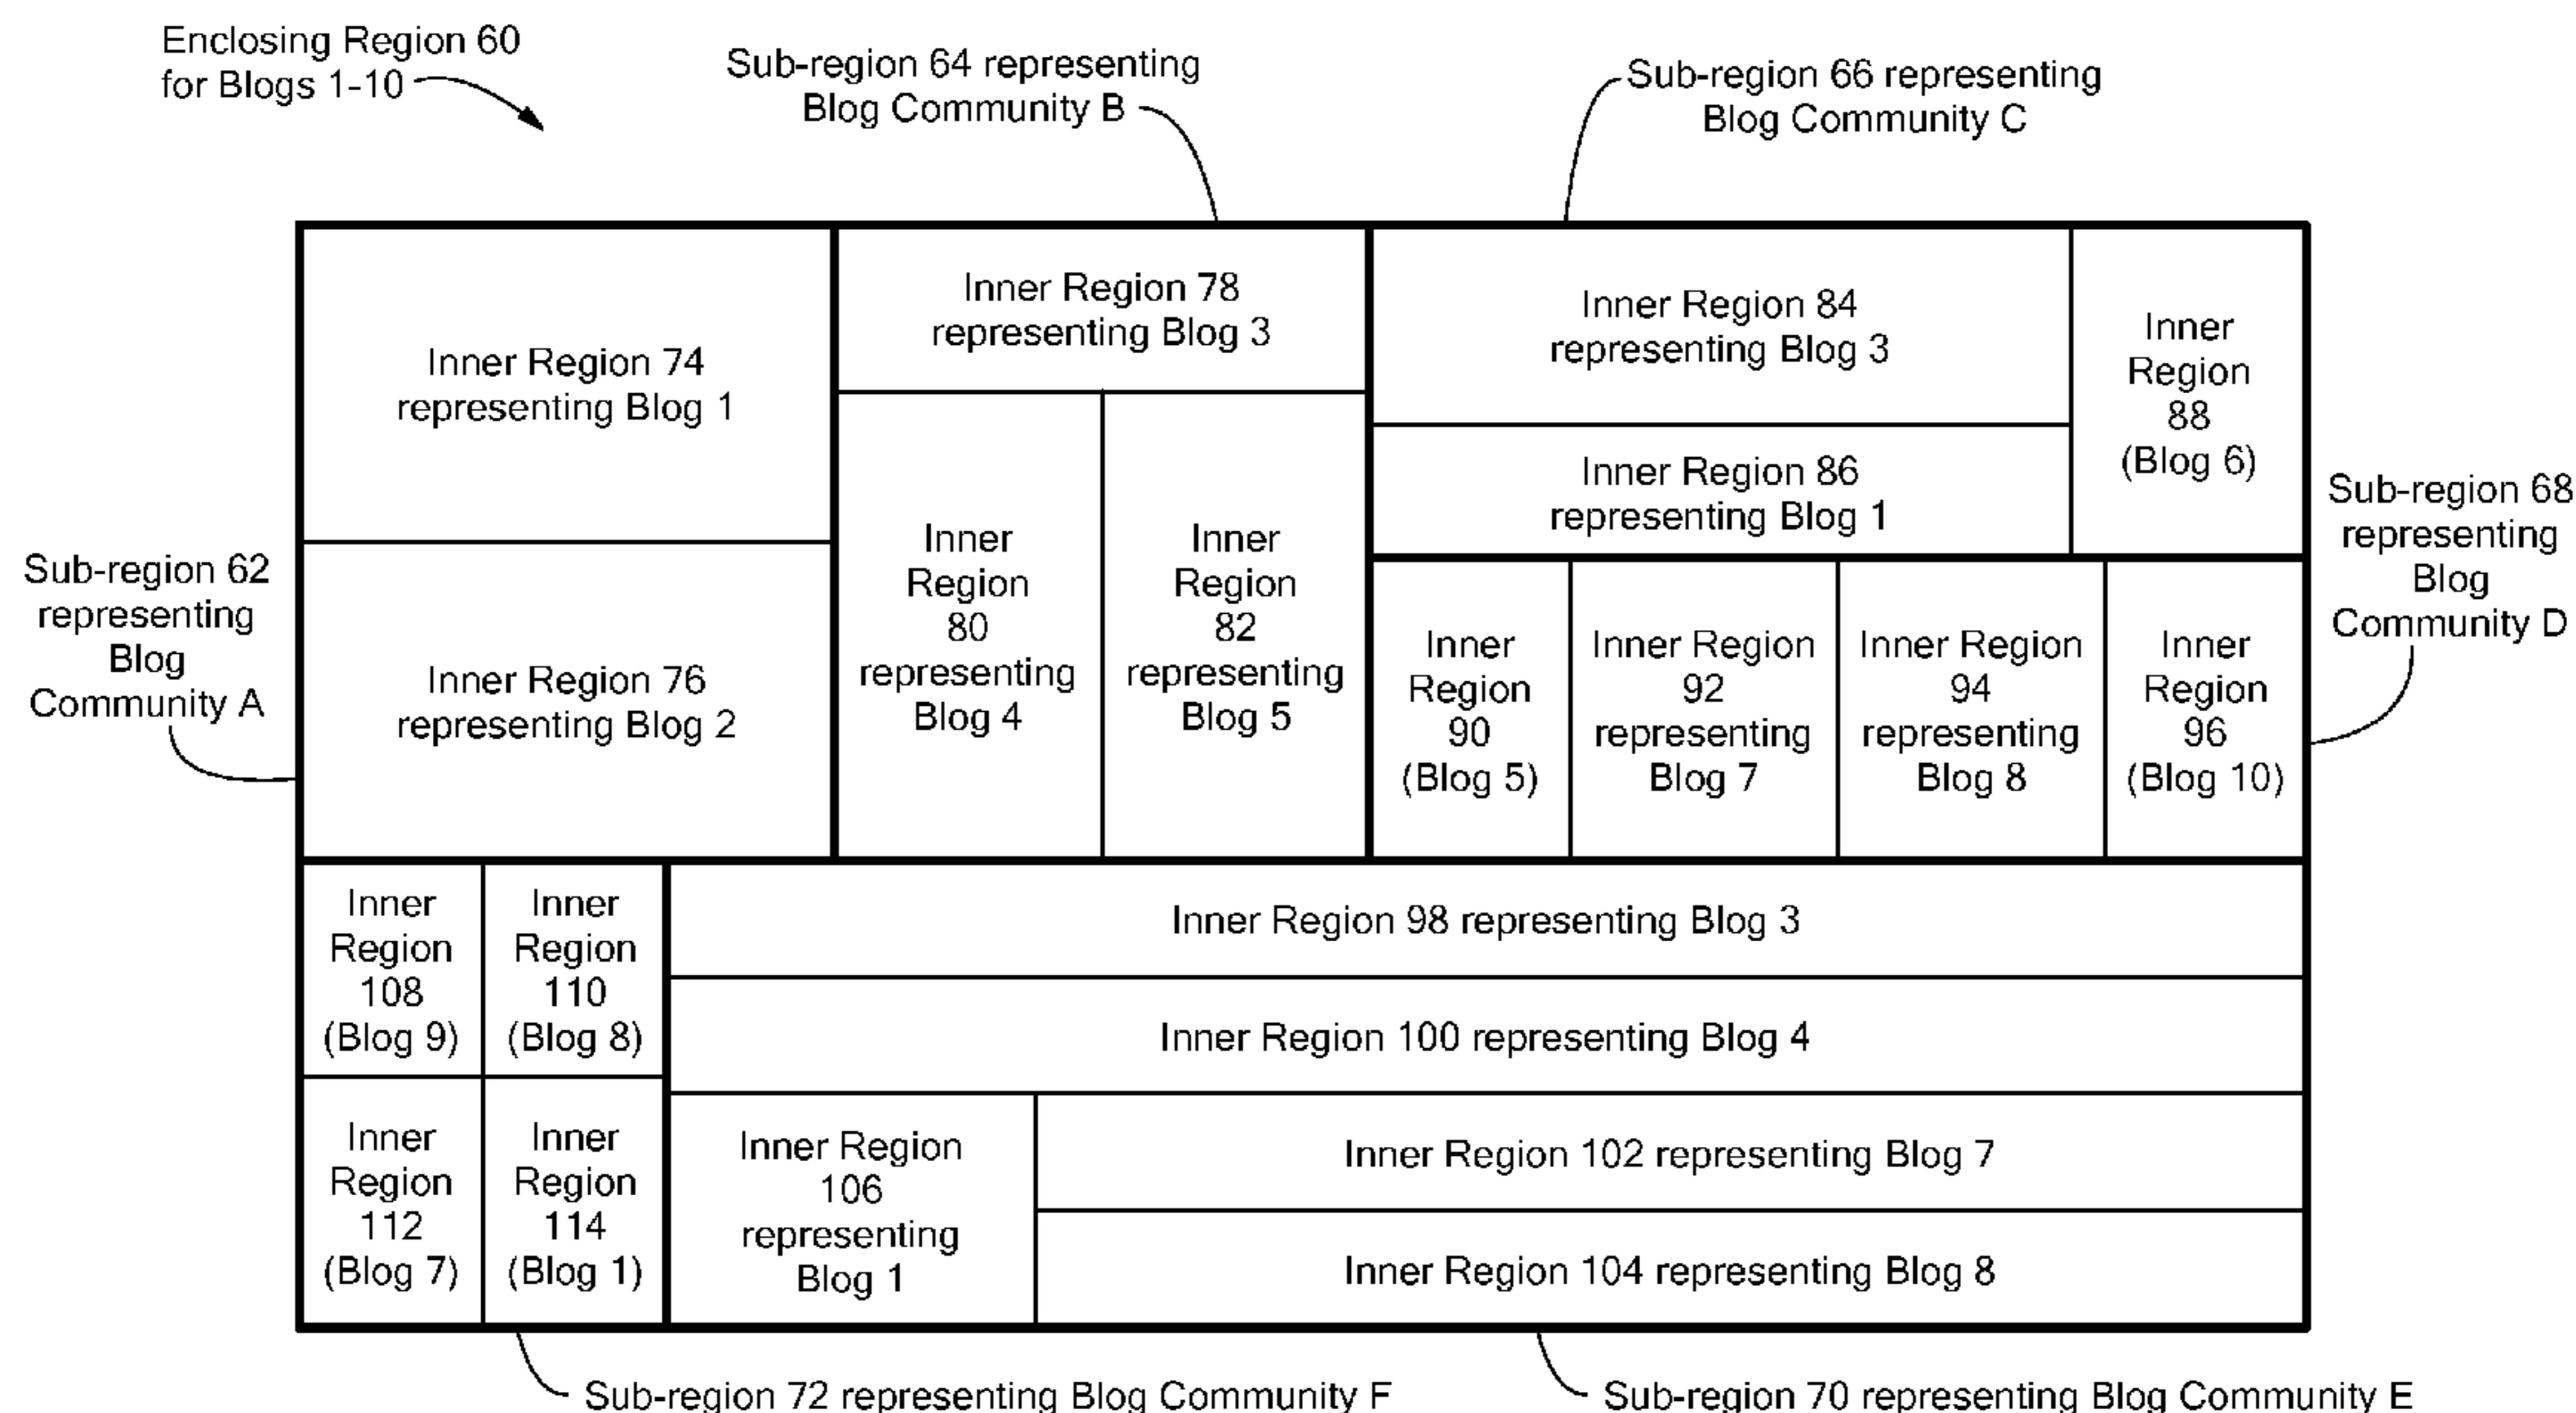 Enclosing Region 60
for Blogs 1-10
Sub-region 64 representing
Blog Community B
Sub-region 66 representing
Blog Community C
Inner Region 74
representing Blog 1
Inner Region 78
representing Blog 3
Inner Region 84
representing Blog 3
Inner
Region
88
(Blog 6)
Inner Region 86
representing Blog 1
Sub-region 68
representing
Blog
Community D
Sub-region 62
representing
Blog
Community A
Inner Region 76
representing Blog 2
Inner
Region
80
representing
Blog 4
Inner
Region
82
representing
Blog 5
Inner
Region
90
(Blog 5)
Inner Region
92
representing
Blog 7
Inner Region
94
representing
Blog 8
Inner
Region
96
(Blog 10)
Inner
Region
108
(Blog 9)
Inner
Region
110
(Blog 8)
Inner Region 98 representing Blog 3
Inner Region 100 representing Blog 4
Inner
Region
112
(Blog 7)
Inner
Region
114
(Blog 1)
Inner Region
106
representing
Blog 1
Inner Region 102 representing Blog 7
Inner Region 104 representing Blog 8
Sub-region 72 representing Blog Community F
Sub-region 70 representing Blog Community E